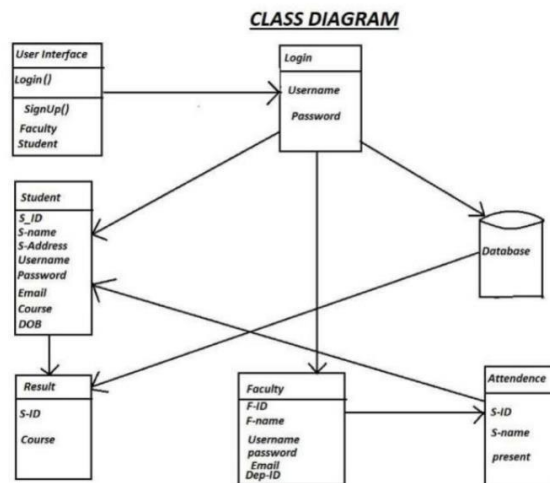 CLASS DIAGRAM
User Interface
Login()
SignUp()
Faculty
Student
Login
Username
Password
Student
S_ID
S-name
S-Address
Username
Password
Email
Course
DOB
Database
Result
S-ID
Course
Faculty
F-ID
F-name
Username
password
Email
Dep-ID
Attendence
S-ID
S-name
present